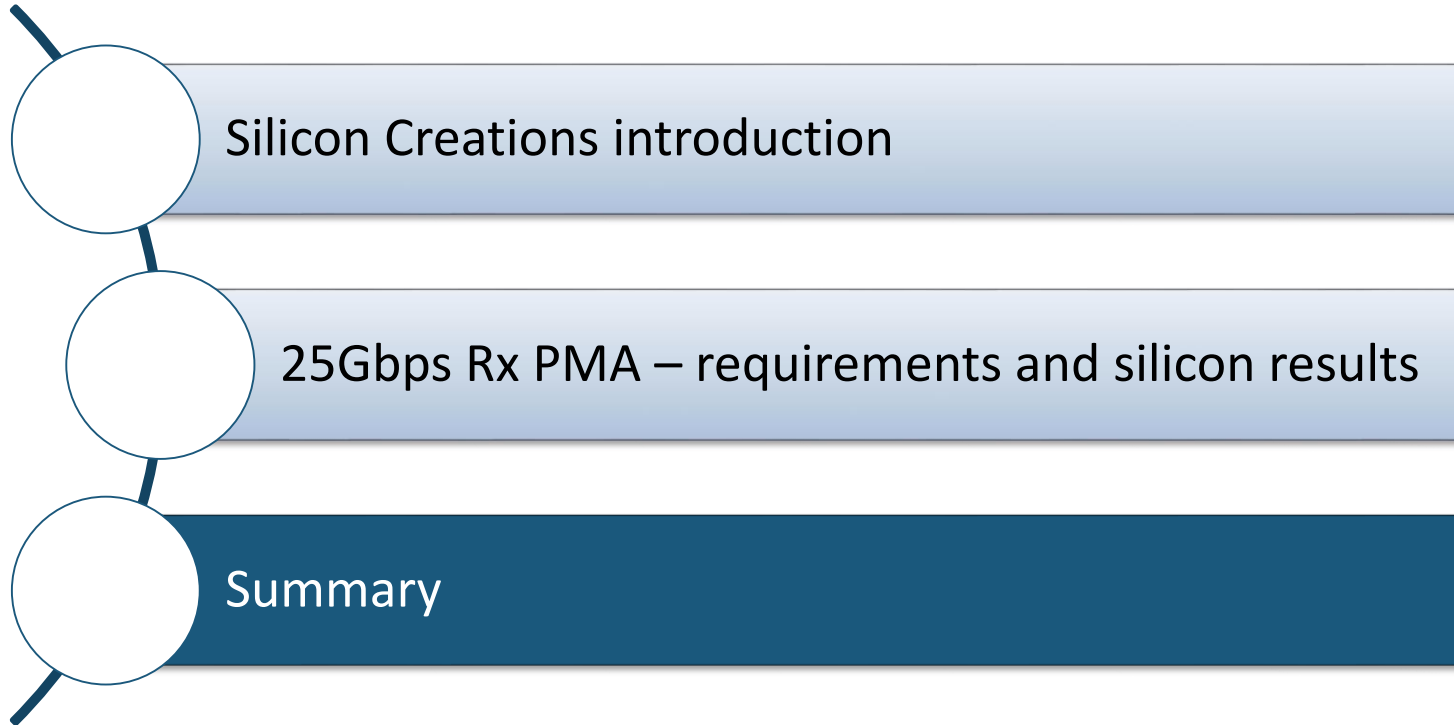 Silicon Creations introduction
25Gbps Rx PMA – requirements and silicon results
Summary